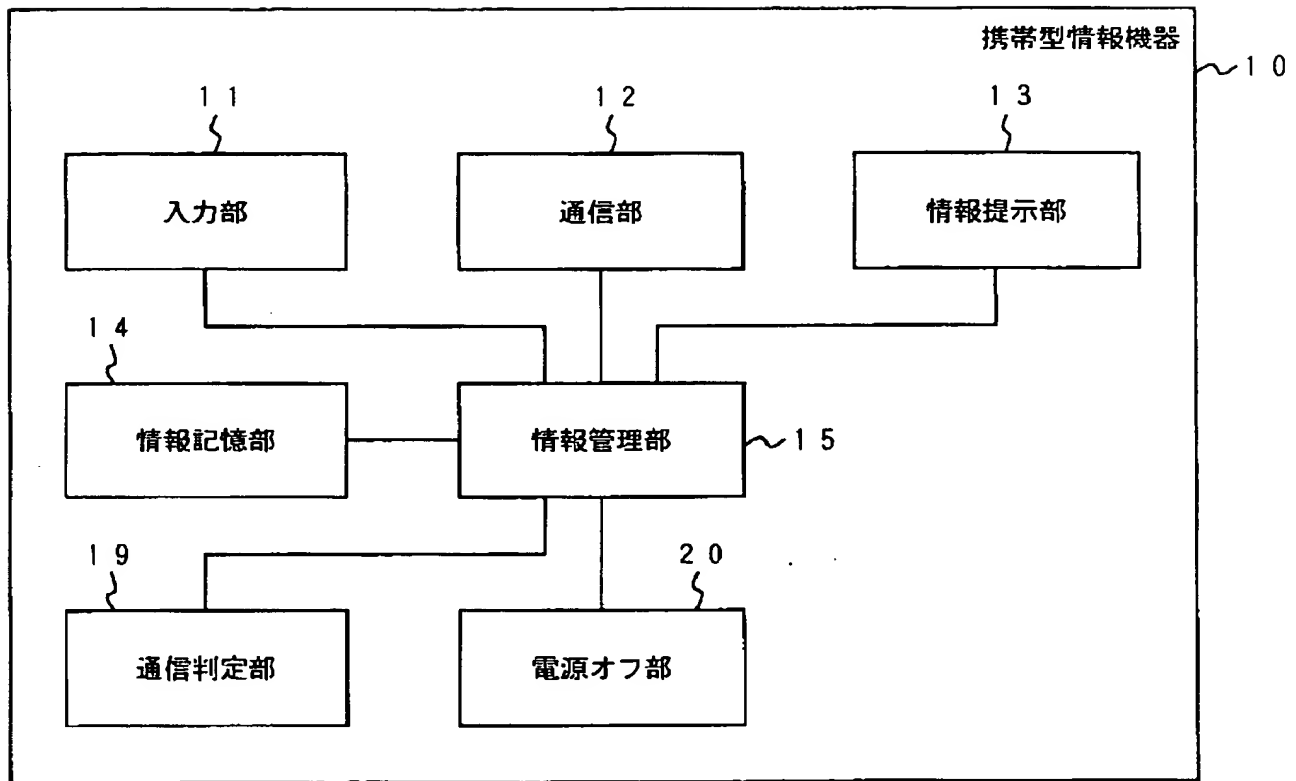 携帯型情報機器
10
11
12
13
入力部
通信部
情報提示部
14
情報記憶部
情報管理部
15
19
20
通信判定部
電源オフ部